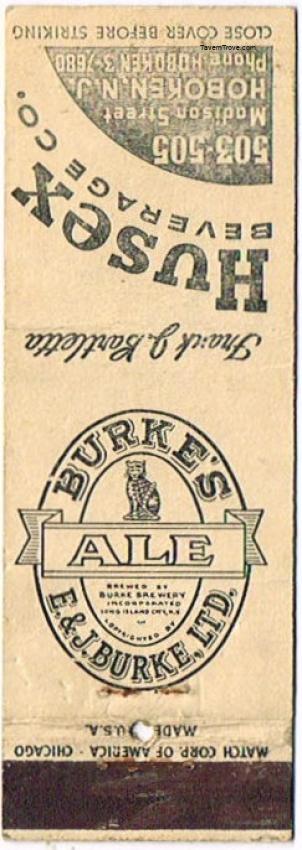 TavernTrove.com
CLOSE COVER BEFORE STRIKING
Phone HOBOKEN 3-7680
HOBOKEN, N. J.
Madison Street
503-505
HUSEX
BEVERAGE CO.
Frank J. Bartletta
BURKE'S
ALE
BREWED BY
BURKE BREWERY
INCORPORATED
LONG ISLAND CITY, N.Y.
COPYRIGHTED BY
E. & J. BURKE, LTD.
MADE U.S.A.
MATCH CORP. OF AMERICA · CHICAGO